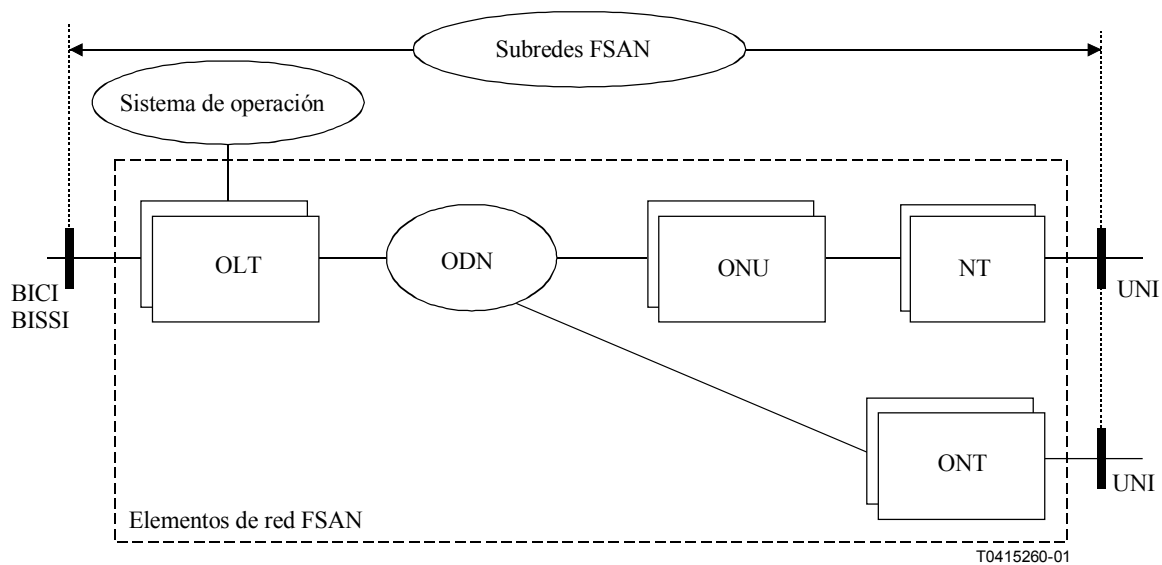 Subredes FSAN
Sistema de operación
OLT
ODN
ONU
NT
BICI
BISSI
UNI
ONT
UNI
Elementos de red FSAN
T0415260-01